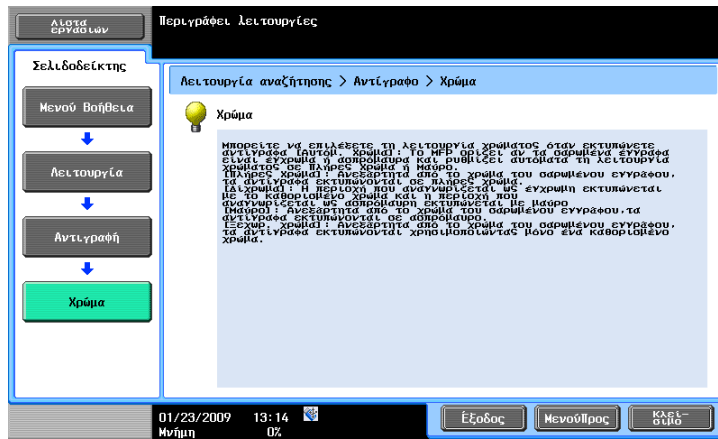 Λίστα
εργασιών
Περιγράφει λειτουργίες
Σελιδοδείκτης
Μενού Βοήθεια
Λειτουργία
Αντιγραφή
Χρώμα
Λειτουργία αναζήτησης > Αντίγραφο > Χρώμα
Χρώμα
Μπορείτε να επιλέξετε τη λειτουργία χρώματος όταν εκτυπώνετε
αντίγραφα [Αυτόμ. Χρώμα]: Το MFP ορίζει αν τα σαρωμένα έγγραφα
είναι έγχρωμα ή ασπρόμαυρα και ρυθμίζει αυτόματα τη λειτουργία
χρώματος σε Πλήρες Χρώμα ή Μαύρο.
[Πλήρες Χρώμα]: Ανεξάρτητα από το χρώμα του σαρωμένου εγγράφου,
τα αντίγραφα εκτυπώνονται σε πλήρες χρώμα.
[Δίχρωμα]: Η περιοχή που αναγνωρίζεται ως έγχρωμη εκτυπώνεται
με το καθορισμένο χρώμα και η περιοχή που
αναγνωρίζεται ως ασπρόμαυρη εκτυπώνεται με μαύρο
[Μαύρο]: Ανεξάρτητα από το χρώμα του σαρωμένου εγγράφου,τα
αντίγραφα εκτυπώνονται σε ασπρόμαυρο.
[Ξεχωρ. χρώμα]: Ανεξάρτητα από το χρώμα του σαρωμένου εγγράφου,
τα αντίγραφα εκτυπώνονται χρησιμοποιώντας μόνο ένα καθορισμένο
χρώμα.
01/23/2009 13:14
Μνήμη 0%
Έξοδος
ΜενούΠρος
Κλεί-
σιμο